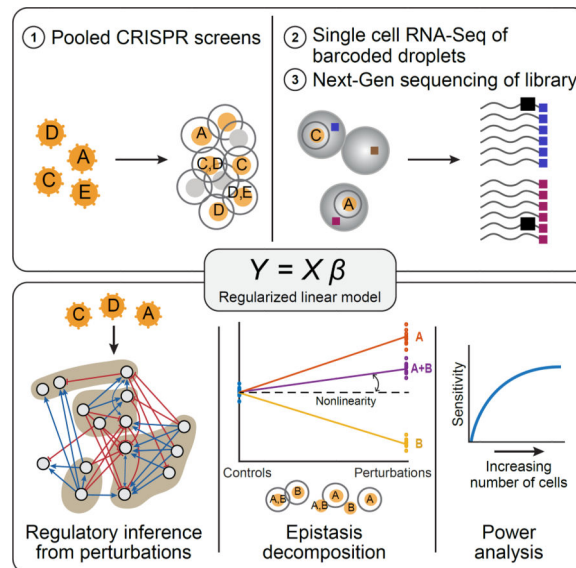 1 Pooled CRISPR screens
D
A
C
E
A
C,D
C
D,E
D
2 Single cell RNA-Seq of
barcoded droplets
3 Next-Gen sequencing of library
C
A
Y = X β
Regularized linear model
C
D
A
Regulatory inference
from perturbations
A
A+B
Nonlinearity
B
Controls
Perturbations
A,B
B
A,B
A
B
A
Epistasis
decomposition
Sensitivity
Increasing
number of cells
Power
analysis